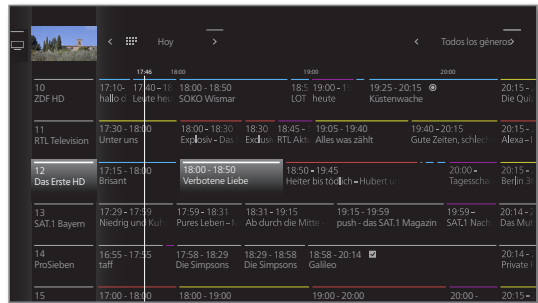 Hoy
Todos los géneros
17:46 18:00 19:00 20:00
10 17:10- 17:40 - 18 18:00 - 18:50 18:5 19:00 - 1 19:25 - 20:15 20:15 -
ZDF HD hallo d Leute heu SOKO Wismar LOT heute Küstenwache Die Qui
11 17:30 - 18:00 18:00 - 18:30 18:30 18:45 - 19:05 - 19:40 19:40 - 20:15 20:15 -
RTL Television Unter uns Explosiv - Das Exclusiv RTL Aktu Alles was zählt Gute Zeiten, schlech Alexa – I
12 17:15 - 18:00 18:00 - 18:50 18:50 - 19:45 20:00 - 20:15 -
Das Erste HD Brisant Verbotene Liebe Heiter bis tödlich – Hubert un Tagesscha Berlin
13 17:29 - 17:59 17:59 - 18:31 18:31 - 19:15 19:15 - 19:59 19:59 - 20:14 -
SAT.1 Bayern Niedrig und Kuh Pures Leben – Ab durch die Mitte - push - das SAT.1 Magazin SAT.1 Nach Das Mut
14 16:55 - 17:55 17:58 - 18:29 18:29 - 18:58 18:58 - 20:14 20:14 -
ProSieben taff Die Simpsons Die Simpsons Galileo Private
15 17:00 - 18:00 18:00 - 19:00 19:00 - 20:00 20:00 - 20:15 -